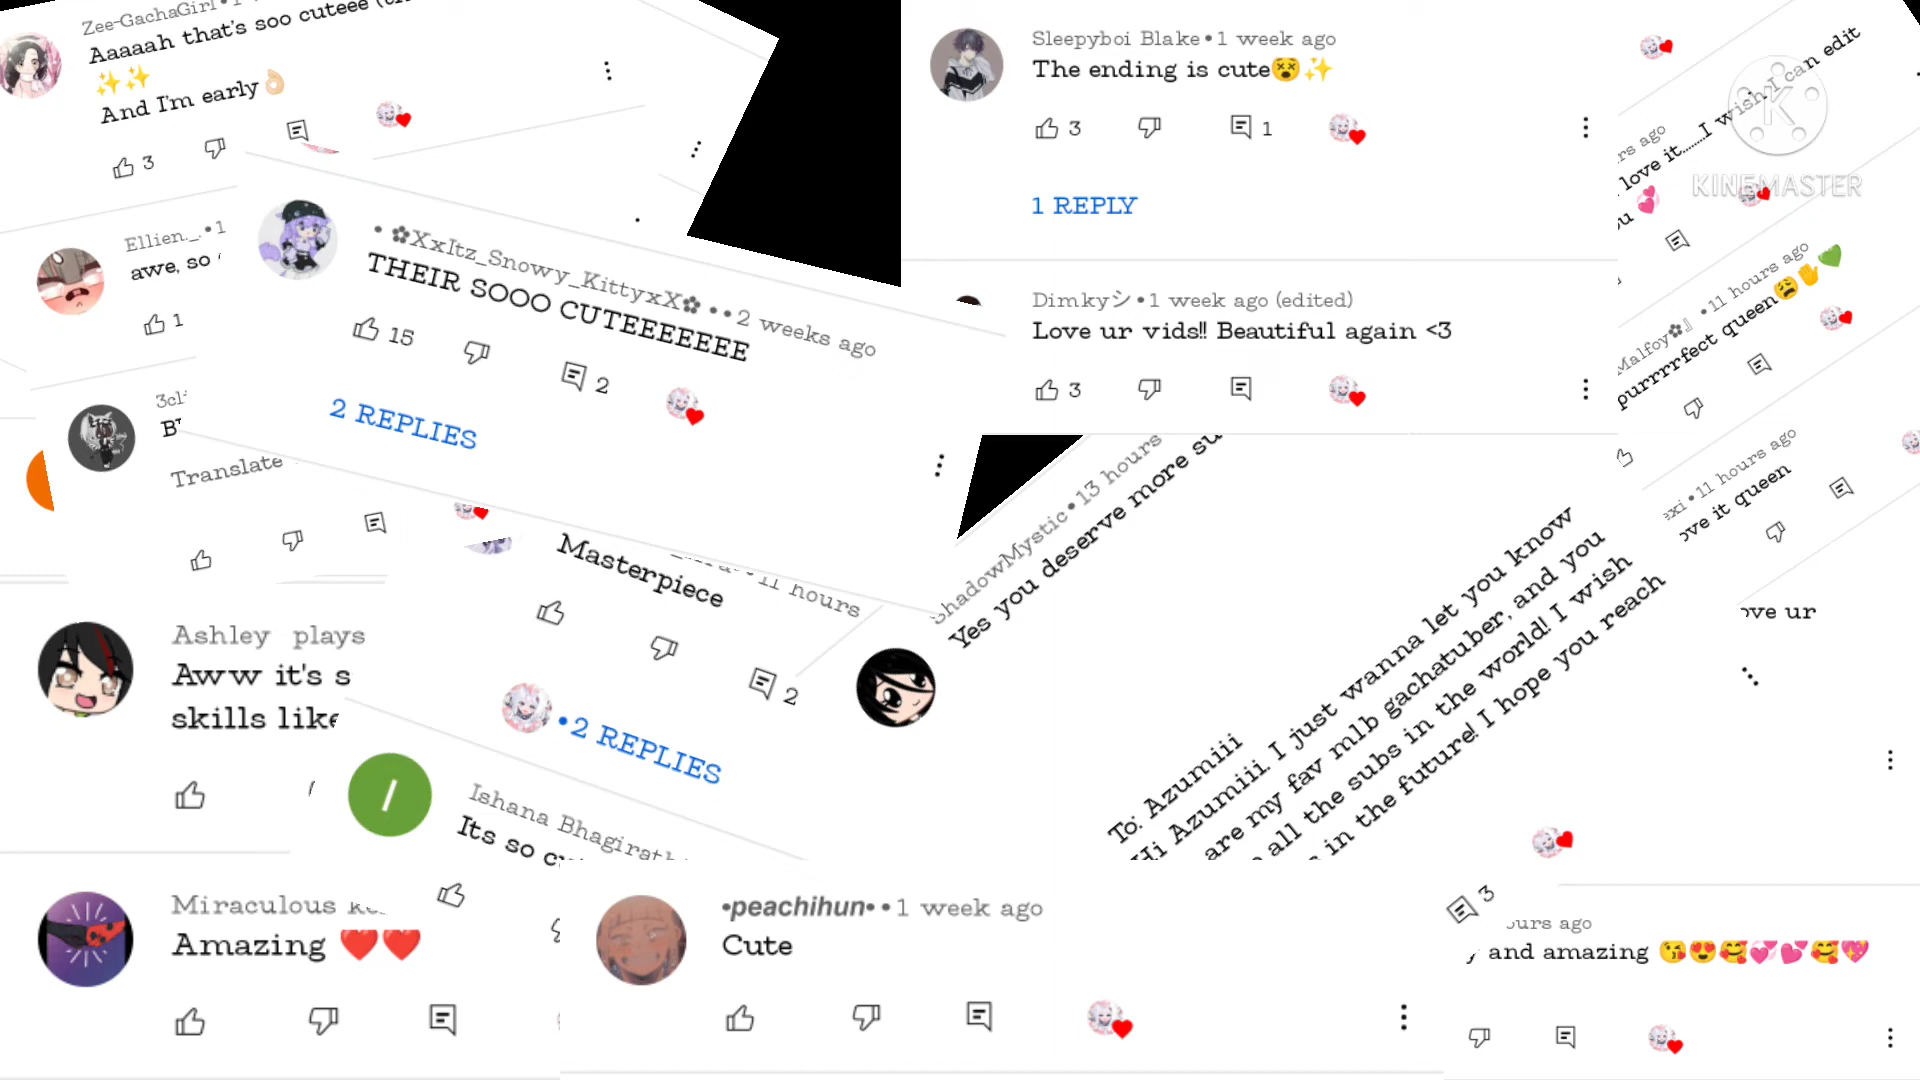 Zee-GachaGirl •
Aaaaah that's soo cuteee
✨✨
And I'm early👌🏻
3
Ellien._. • 1
awe, so
1
Translate
• ✿XxItz_Snowy_KittyxX✿ • • 2 weeks ago
THEIR SOOO CUTEEEEEEE
15
2
2 REPLIES
Sleepyboi Blake • 1 week ago
The ending is cute😵✨
3
1
1 REPLY
Dimkyシ • 1 week ago (edited)
Love ur vids!! Beautiful again <3
3
ago
love it.......I wish I can edit
💞
KINEMASTER
Malfoy✿』 • 11 hours ago
purrrrfect queen😩🖐💚
• 11 hours ago
it queen
ur
ShadowMystic • 13 hours
Yes you deserve more
11 hours
Masterpiece
2
• 2 REPLIES
Ashley plays
Aww it's s
skills like
Ishana
Its so
To: Azumiii
Hi Azumiii. I just wanna let you know
are my fav mlb gachatuber, and you
all the subs in the world! I wish
in the future! I hope you reach
3
Miraculous
Amazing ❤️❤️
•peachihun• • 1 week ago
Cute
ago
and amazing 😘😍🥰💞💕🥰💖